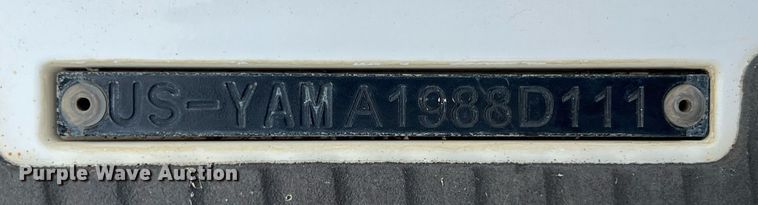 US-YAMA1988D111
Purple Wave Auction